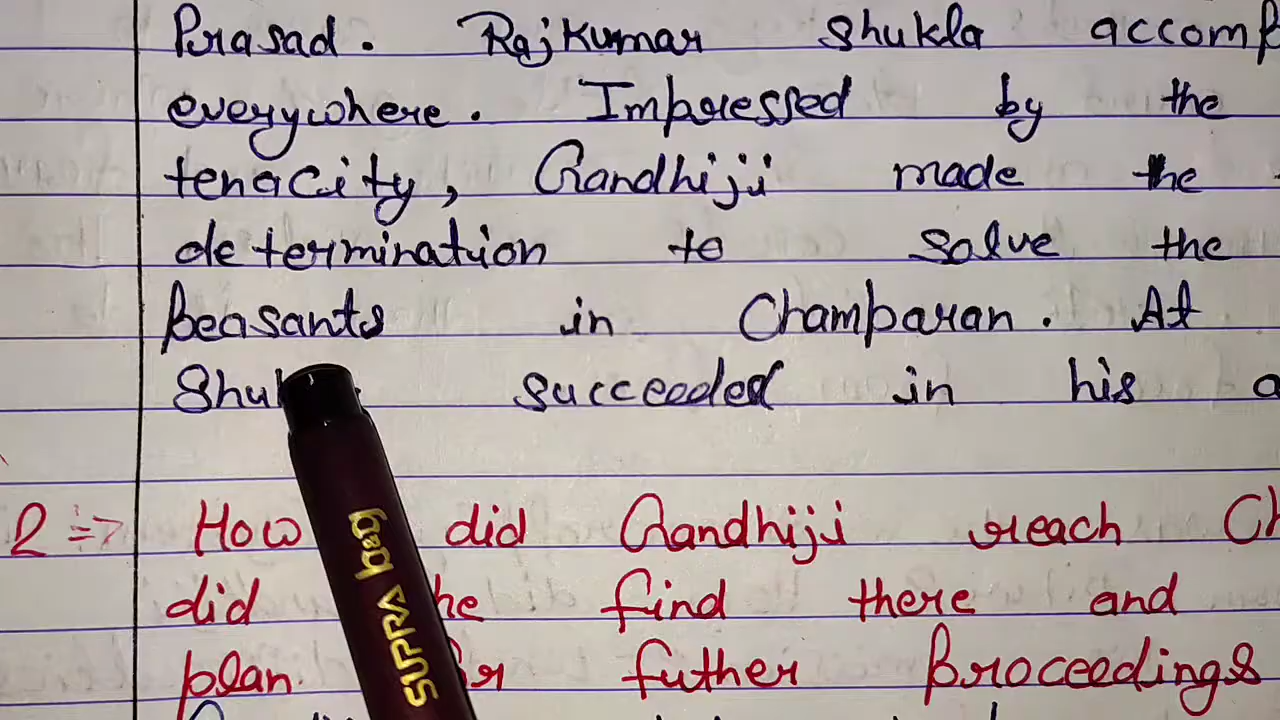 Prasad. Rajkumar Shukla accomp
everywhere. Impressed by the
tenacity, Gandhiji made the
determination to solve the
peasants in Champaran. At
Shuk succeeded in his a
2 => How did Gandhiji reach Ch
did he find there and
plan for futher proceedings
SUPRA